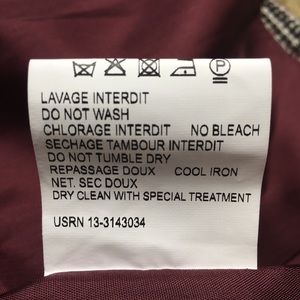 P
LAVAGE INTERDIT
DO NOT WASH
CHLORAGE INTERDIT NO BLEACH
SECHAGE TAMBOUR INTERDIT
DO NOT TUMBLE DRY
REPASSAGE DOUX COOL IRON
NET. SEC DOUX
DRY CLEAN WITH SPECIAL TREATMENT
USRN 13-3143034